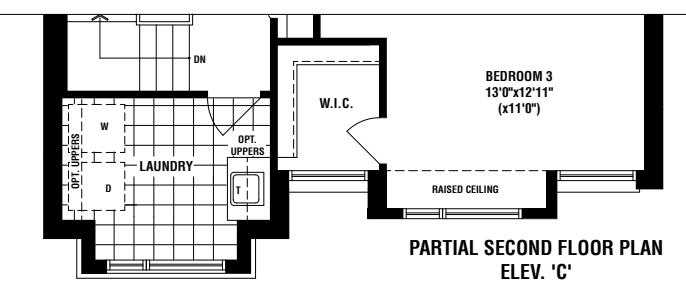 DN
BEDROOM 3
13'0"x12'11"
(x11'0")
W.I.C.
W
OPT. UPPERS
OPT.
UPPERS
LAUNDRY
D
T
RAISED CEILING
PARTIAL SECOND FLOOR PLAN
ELEV. 'C'